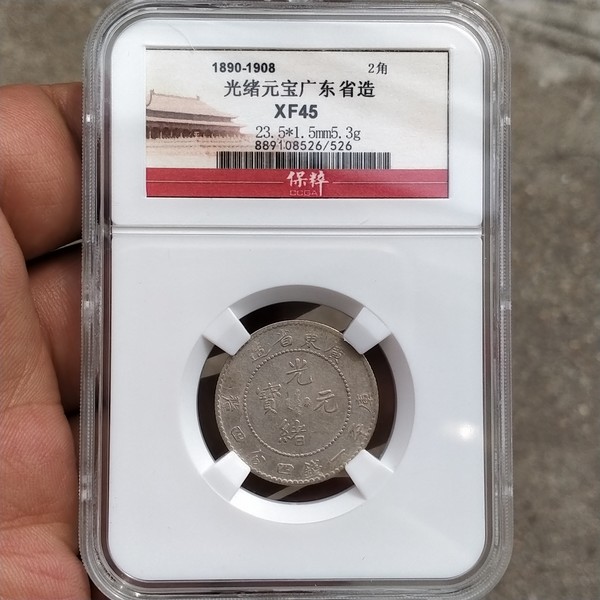 1890-1908 2角
光绪元宝广东省造
XF45
23.5*1.5mm5.3g
889108526/526
保粹
廣東省造
光緒元寶
庫平一錢四分四釐